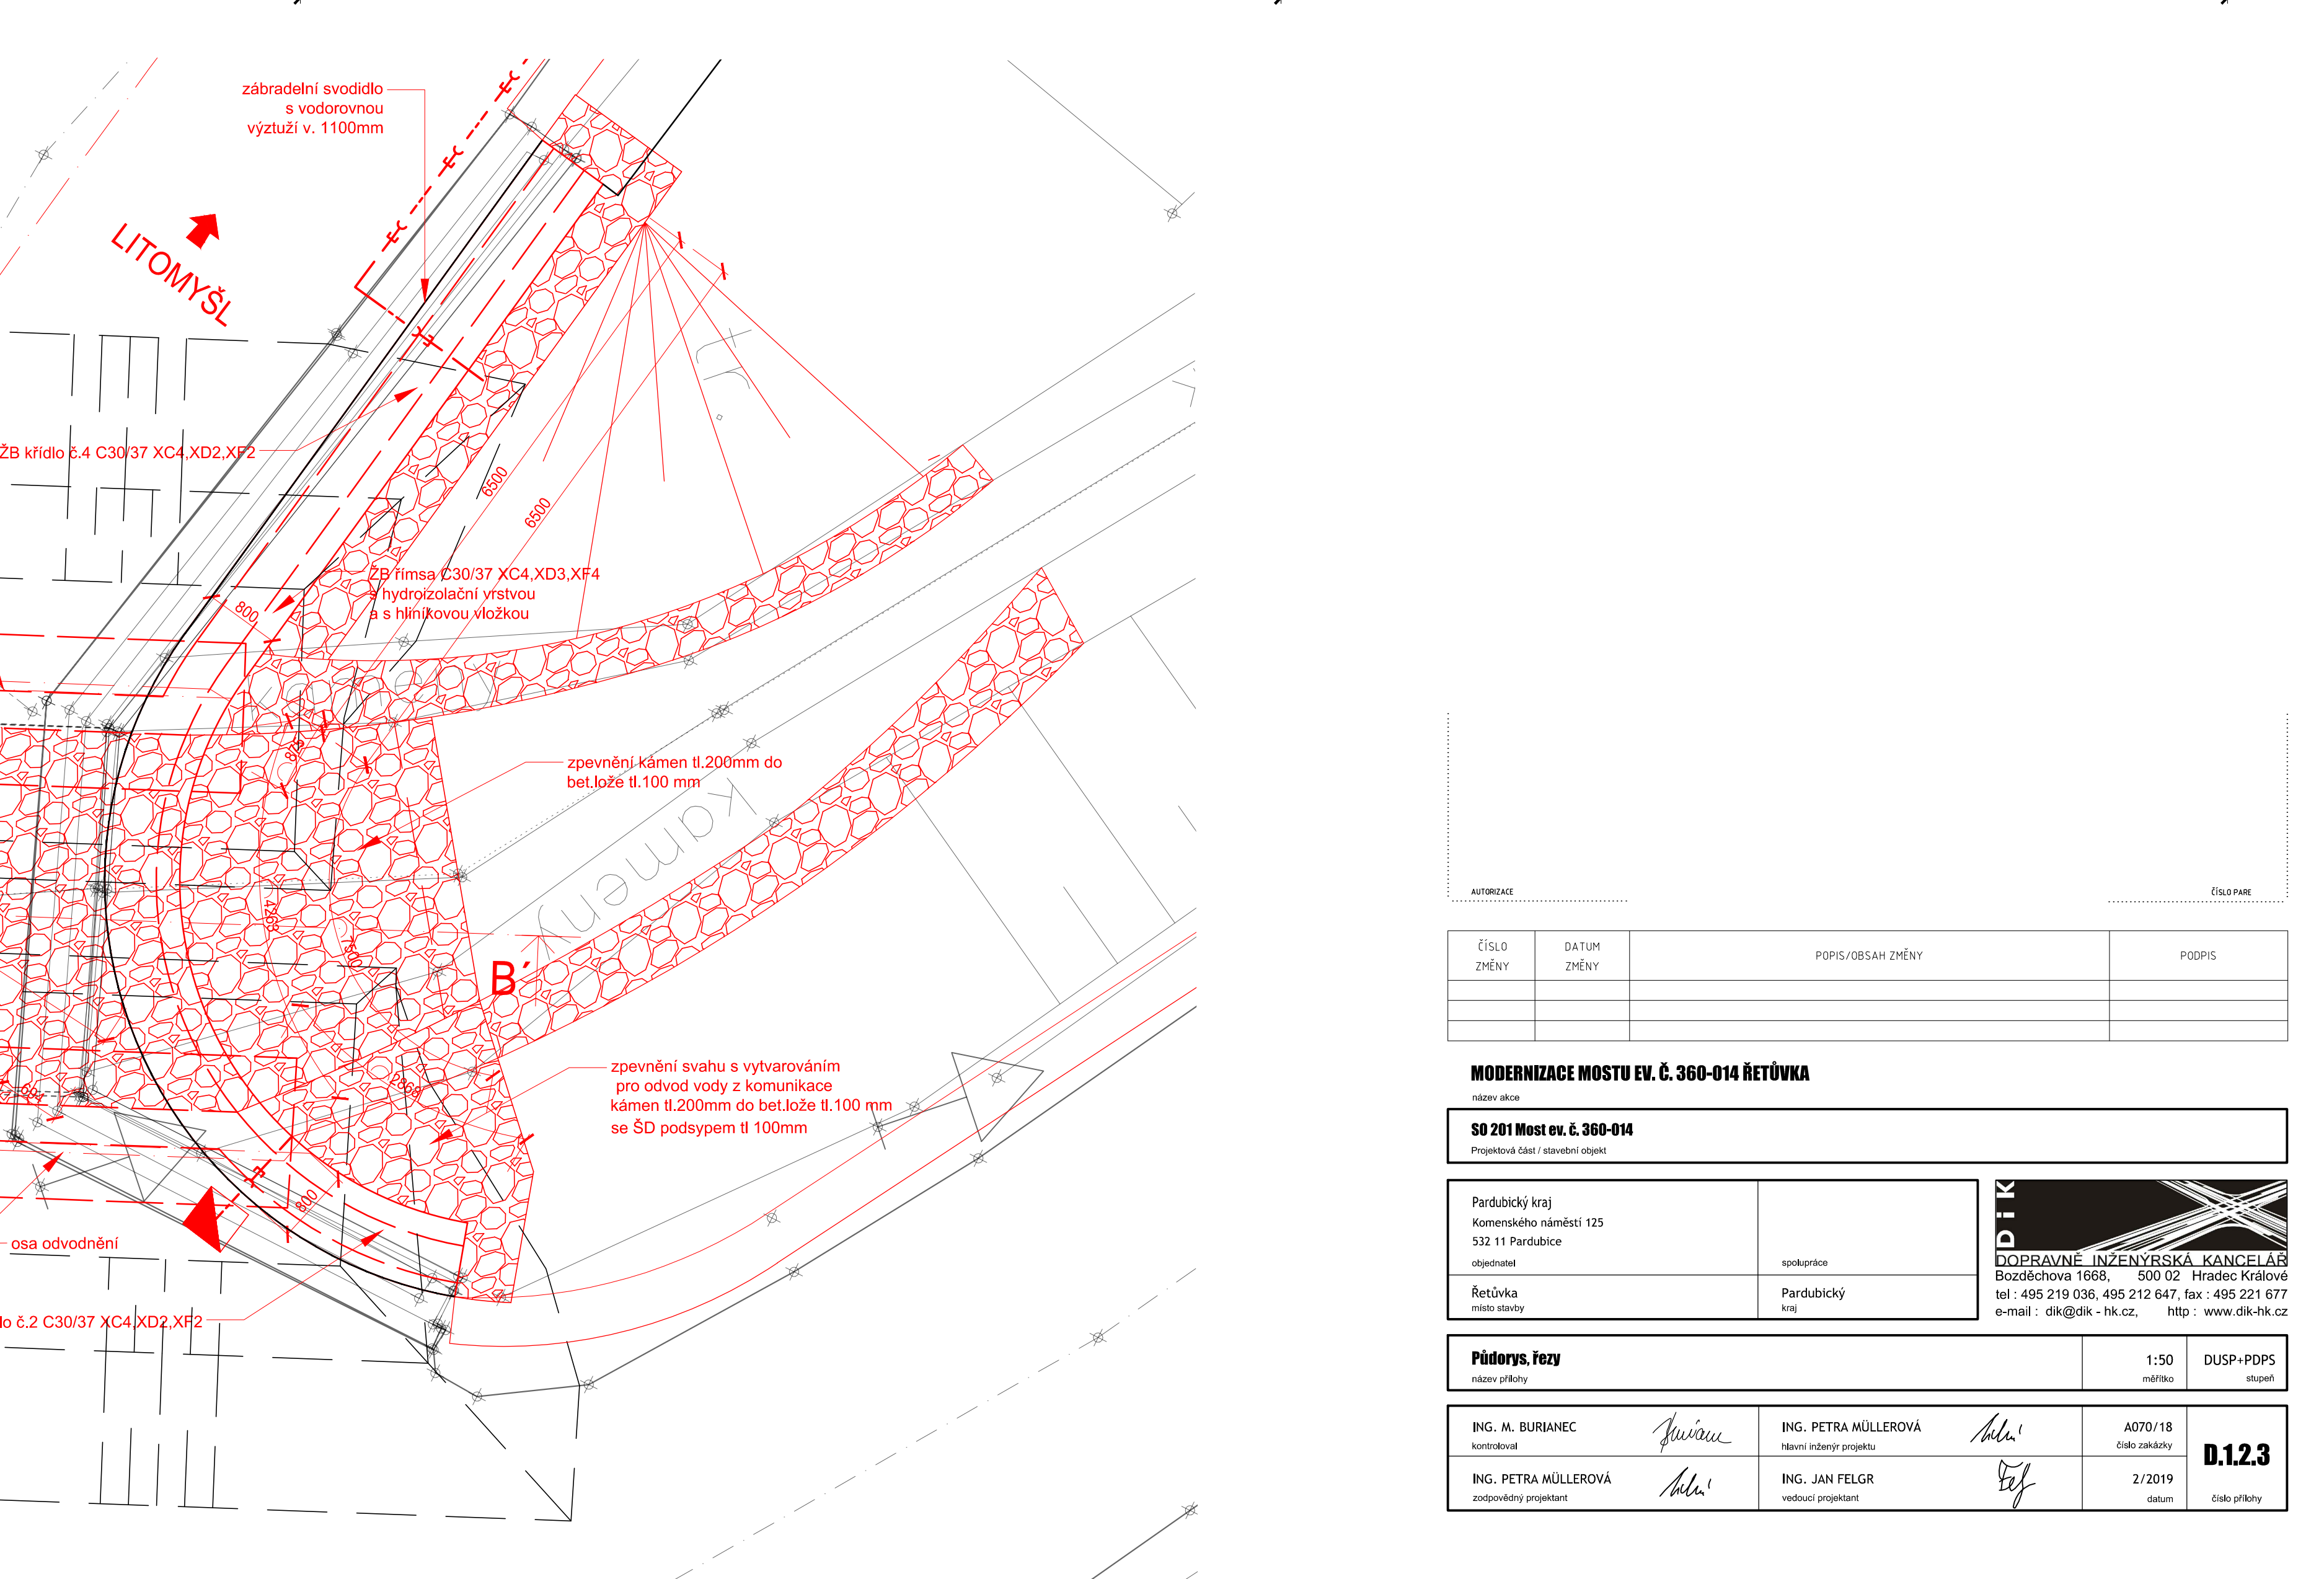 zábradelní svodidlo
s vodorovnou
výztuží v. 1100mm
LITOMYŠL
ŽB křídlo č.4 C30/37 XC4,XD2,XF2
6500
6500
ŽB římsa C30/37 XC4,XD3,XF4
s hydroizolační vrstvou
a s hliníkovou vložkou
800
zpevnění kámen tl.200mm do
bet.lože tl.100 mm
Kameny
4263
7500
B´
zpevnění svahu s vytvarováním
pro odvod vody z komunikace
kámen tl.200mm do bet.lože tl.100 mm
se ŠD podsypem tl 100mm
2868
694
800
osa odvodnění
lo č.2 C30/37 XC4,XD2,XF2
AUTORIZACE
ČÍSLO PARE
ČÍSLO ZMĚNY
DATUM ZMĚNY
POPIS/OBSAH ZMĚNY
PODPIS
MODERNIZACE MOSTU EV. Č. 360-014 ŘETŮVKA
název akce
SO 201 Most ev. č. 360-014
Projektová část / stavební objekt
Pardubický kraj
Komenského náměstí 125
532 11 Pardubice
objednatel
spolupráce
Řetůvka
místo stavby
Pardubický
kraj
DiK
DOPRAVNĚ INŽENÝRSKÁ KANCELÁŘ
Bozděchova 1668, 500 02 Hradec Králové
tel : 495 219 036, 495 212 647, fax : 495 221 677
e-mail : dik@dik - hk.cz, http : www.dik-hk.cz
Půdorys, řezy
název přílohy
1:50
měřítko
DUSP+PDPS
stupeň
ING. M. BURIANEC
kontroloval
ING. PETRA MÜLLEROVÁ
hlavní inženýr projektu
A070/18
číslo zakázky
ING. PETRA MÜLLEROVÁ
zodpovědný projektant
ING. JAN FELGR
vedoucí projektant
2/2019
datum
D.1.2.3
číslo přílohy